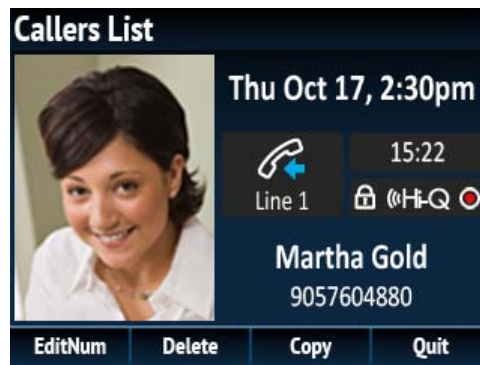 Callers List
Thu Oct 17, 2:30pm
15:22
Line 1
Hi-Q
Martha Gold
9057604880
EditNum Delete Copy Quit